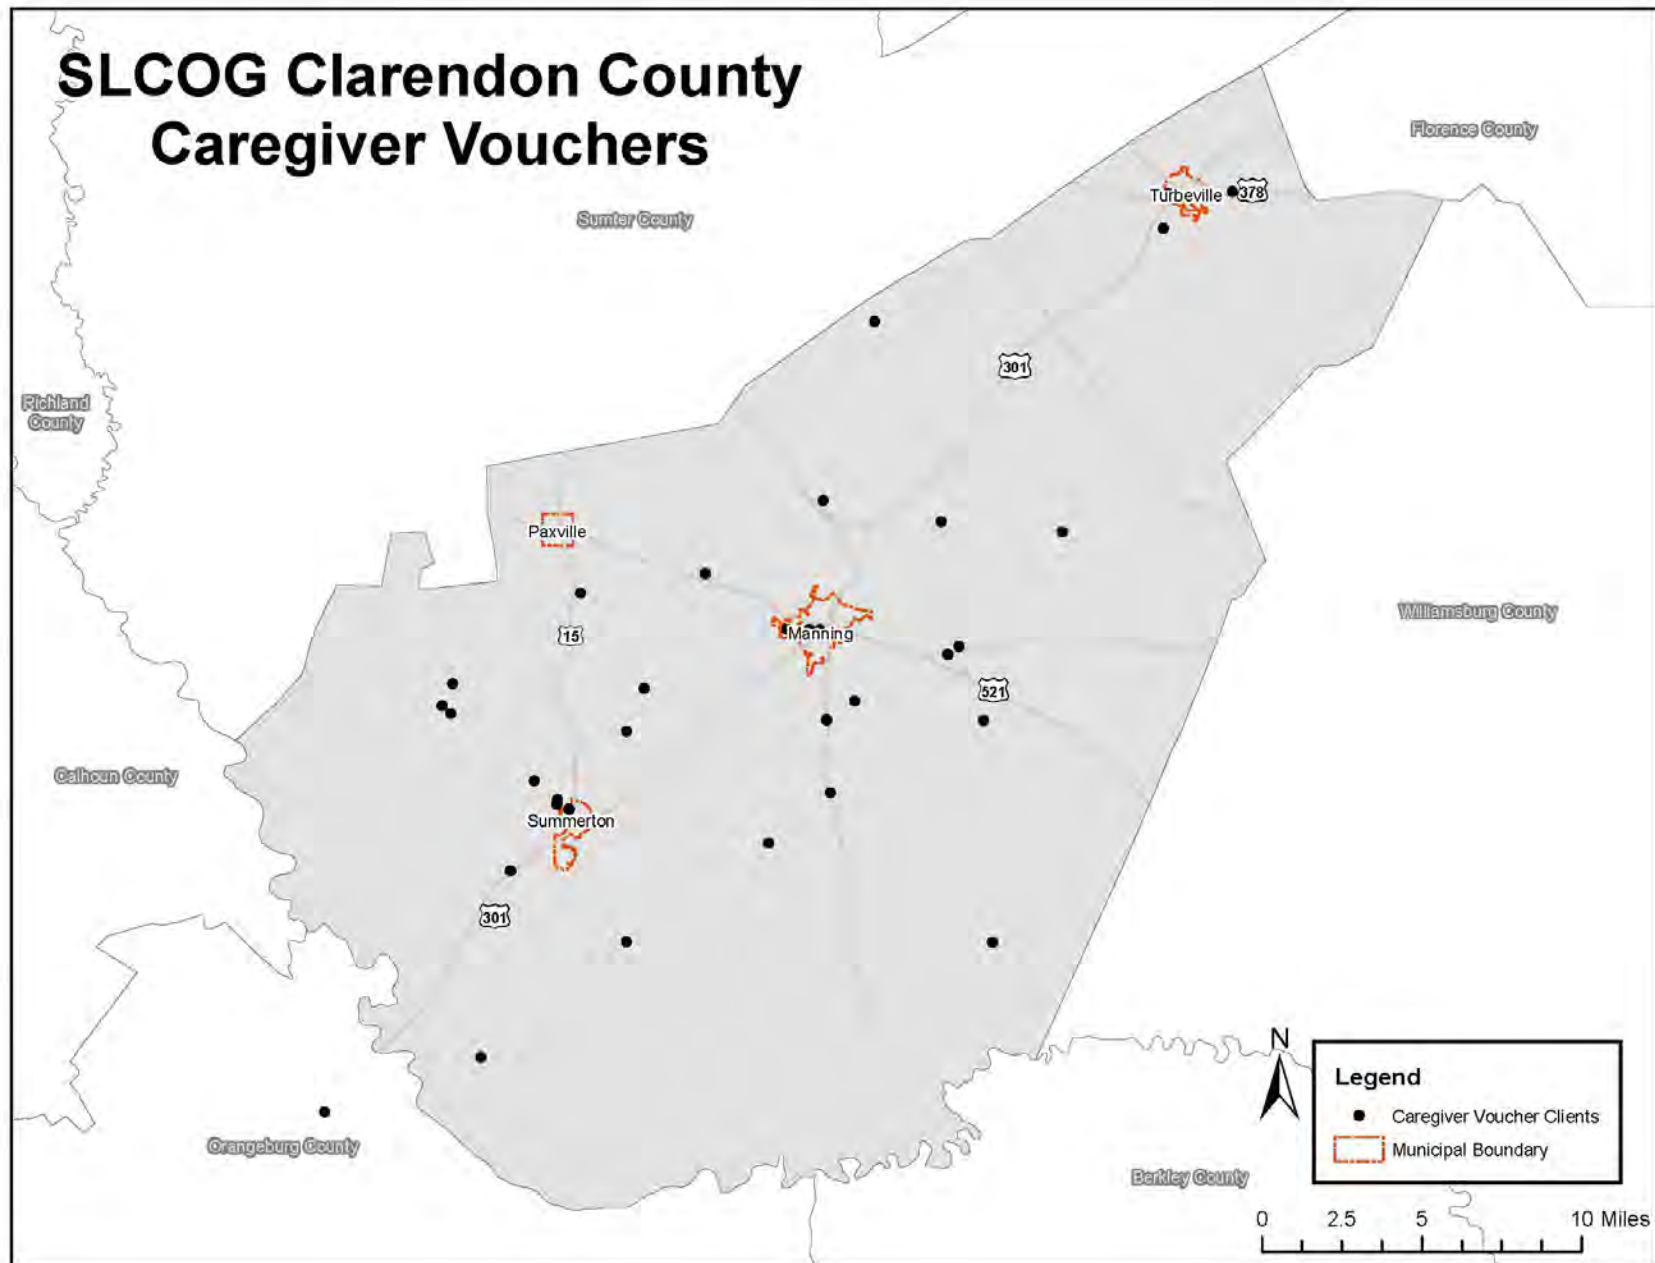 SLCOG Clarendon County
Caregiver Vouchers
Florence County
Turbeville
378
Sumter County
301
Richland
County
Paxville
Williamsburg County
15
Manning
521
Calhoun County
Summerton
301
N
Legend
Caregiver Voucher Clients
Municipal Boundary
Orangeburg County
Berkley County
0 2.5 5 10 Miles